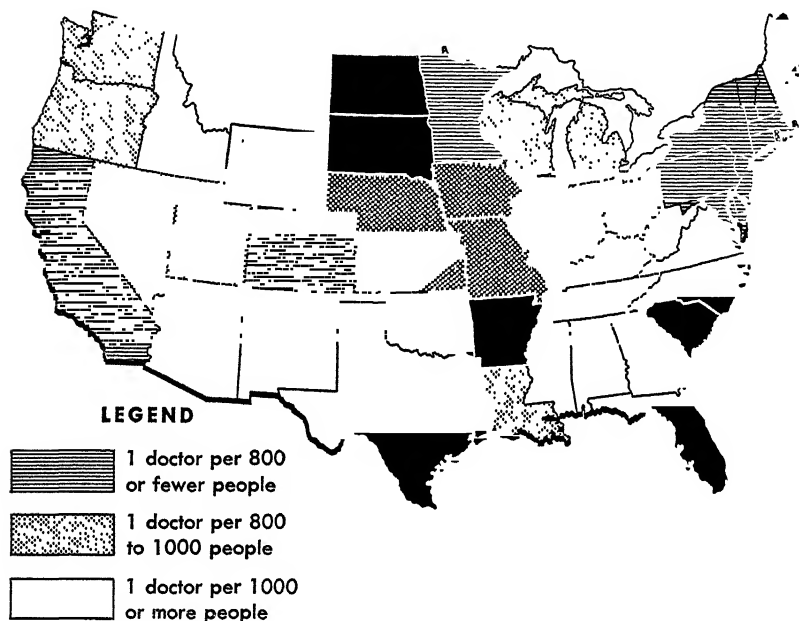 LEGEND
1 doctor per 800
or fewer people
1 doctor per 800
to 1000 people
1 doctor per 1000
or more people